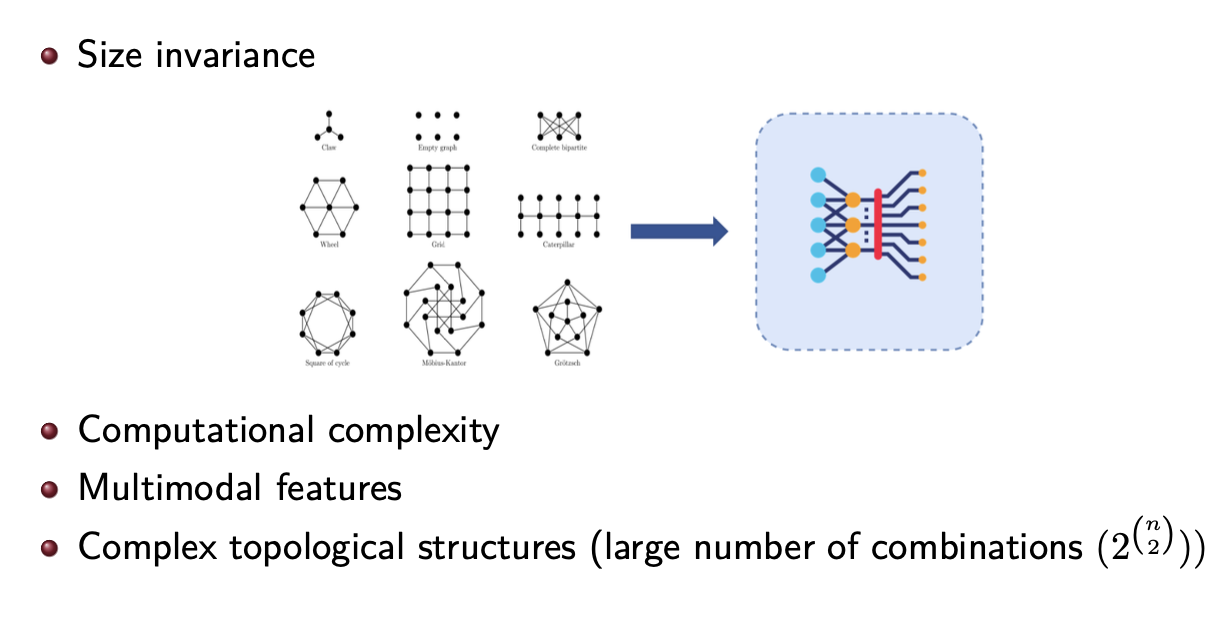 Size invariance
Claw
Empty graph
Complete bipartite
Wheel
Grid
Caterpillar
Square of cycle
Möbius-Kantor
Grötzsch
Computational complexity
Multimodal features
Complex topological structures (large number of combinations (2^{\binom{n}{2}}))